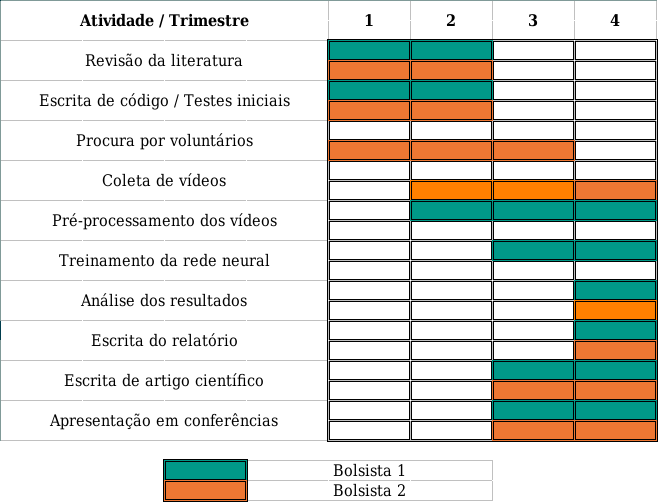 Atividade / Trimestre 1 2 3 4
Revisão da literatura
Escrita de código / Testes iniciais
Procura por voluntários
Coleta de vídeos
Pré-processamento dos vídeos
Treinamento da rede neural
Análise dos resultados
Escrita do relatório
Escrita de artigo científico
Apresentação em conferências
Bolsista 1
Bolsista 2